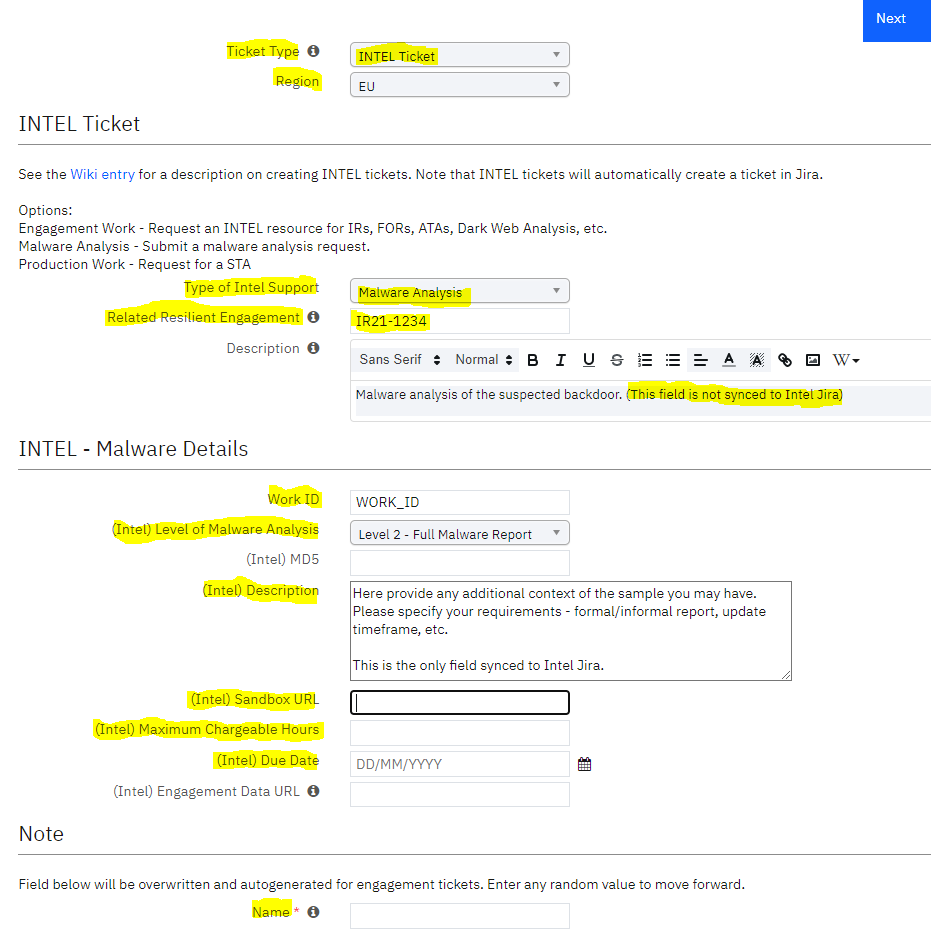 Next
Ticket Type INTEL Ticket
Region EU
INTEL Ticket
See the Wiki entry for a description on creating INTEL tickets. Note that INTEL tickets will automatically create a ticket in Jira.
Options:
Engagement Work - Request an INTEL resource for IRs, FORs, ATAs, Dark Web Analysis, etc.
Malware Analysis - Submit a malware analysis request.
Production Work - Request for a STA
Type of Intel Support Malware Analysis
Related Resilient Engagement IR21-1234
Description Sans Serif Normal B I U S A A W
Malware analysis of the suspected backdoor. (This field is not synced to Intel Jira)
INTEL - Malware Details
Work ID WORK_ID
(Intel) Level of Malware Analysis Level 2 - Full Malware Report
(Intel) MD5
(Intel) Description Here provide any additional context of the sample you may have.
Please specify your requirements - formal/informal report, update
timeframe, etc.
This is the only field synced to Intel Jira.
(Intel) Sandbox URL
(Intel) Maximum Chargeable Hours
(Intel) Due Date DD/MM/YYYY
(Intel) Engagement Data URL
Note
Field below will be overwritten and autogenerated for engagement tickets. Enter any random value to move forward.
Name *